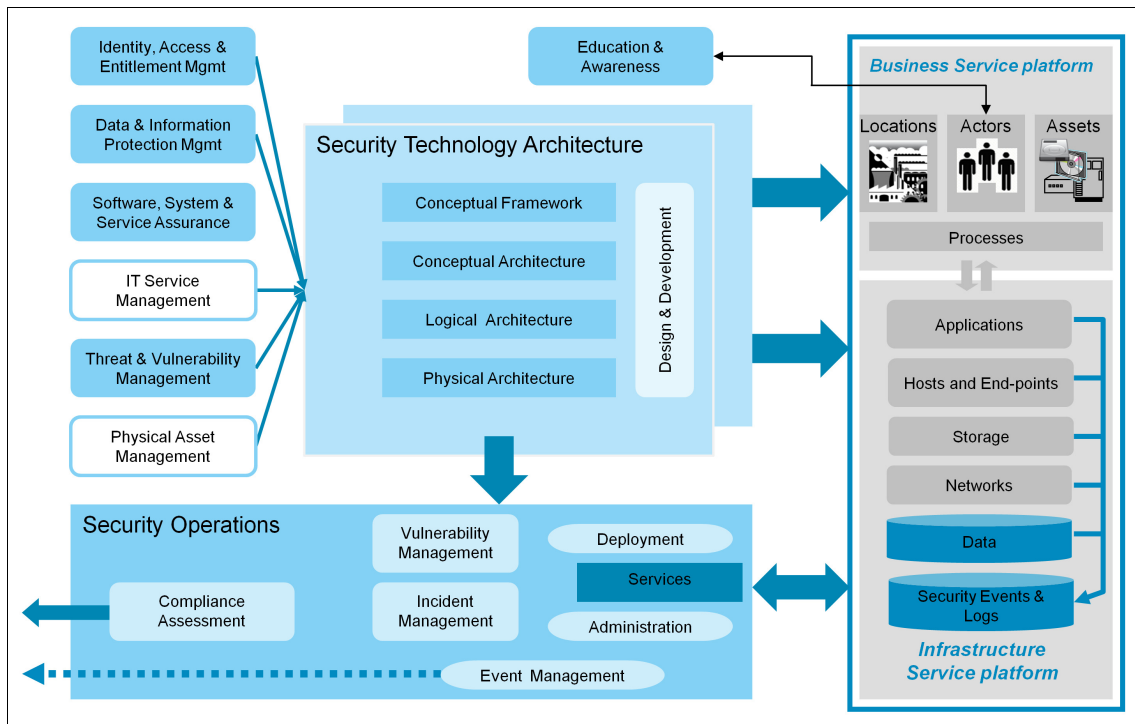 Identity, Access &
Entitlement Mgmt
Data & Information
Protection Mgmt
Software, System &
Service Assurance
IT Service
Management
Threat & Vulnerability
Management
Physical Asset
Management
Education &
Awareness
Security Technology Architecture
Conceptual Framework
Conceptual Architecture
Logical Architecture
Physical Architecture
Design & Development
Business Service platform
Locations
Actors
Assets
Processes
Applications
Hosts and End-points
Storage
Networks
Data
Security Events &
Logs
Infrastructure
Service platform
Security Operations
Vulnerability
Management
Deployment
Services
Compliance
Assessment
Incident
Management
Administration
Event Management